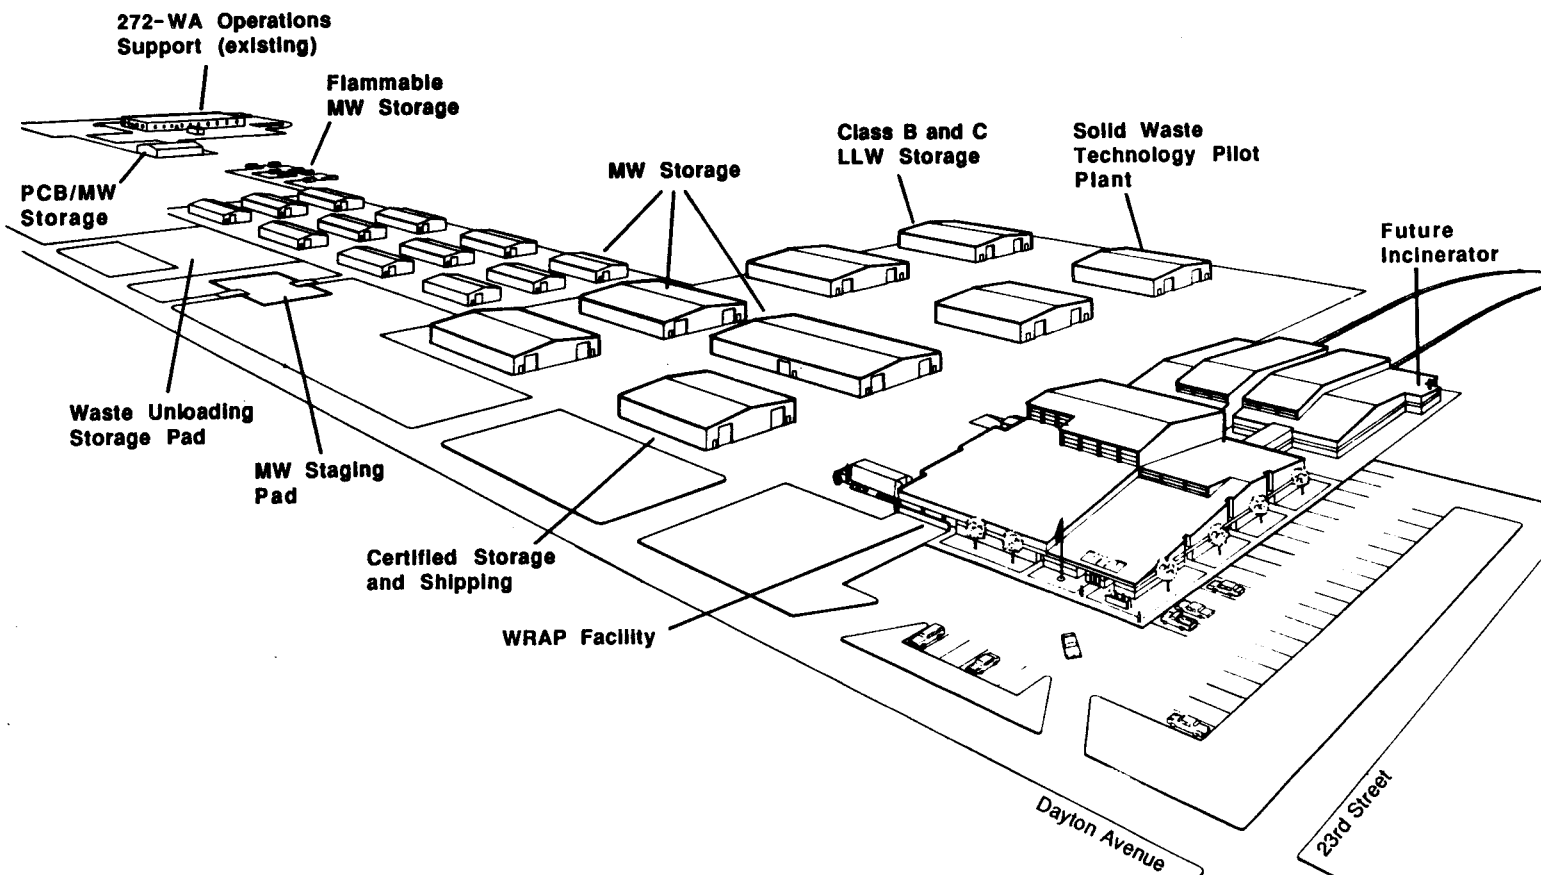 272-WA Operations
Support (existing)
Flammable
MW Storage
PCB/MW
Storage
MW Storage
Class B and C
LLW Storage
Solid Waste
Technology Pilot
Plant
Future
Incinerator
Waste Unloading
Storage Pad
MW Staging
Pad
Certified Storage
and Shipping
WRAP Facility
Dayton Avenue
23rd Street